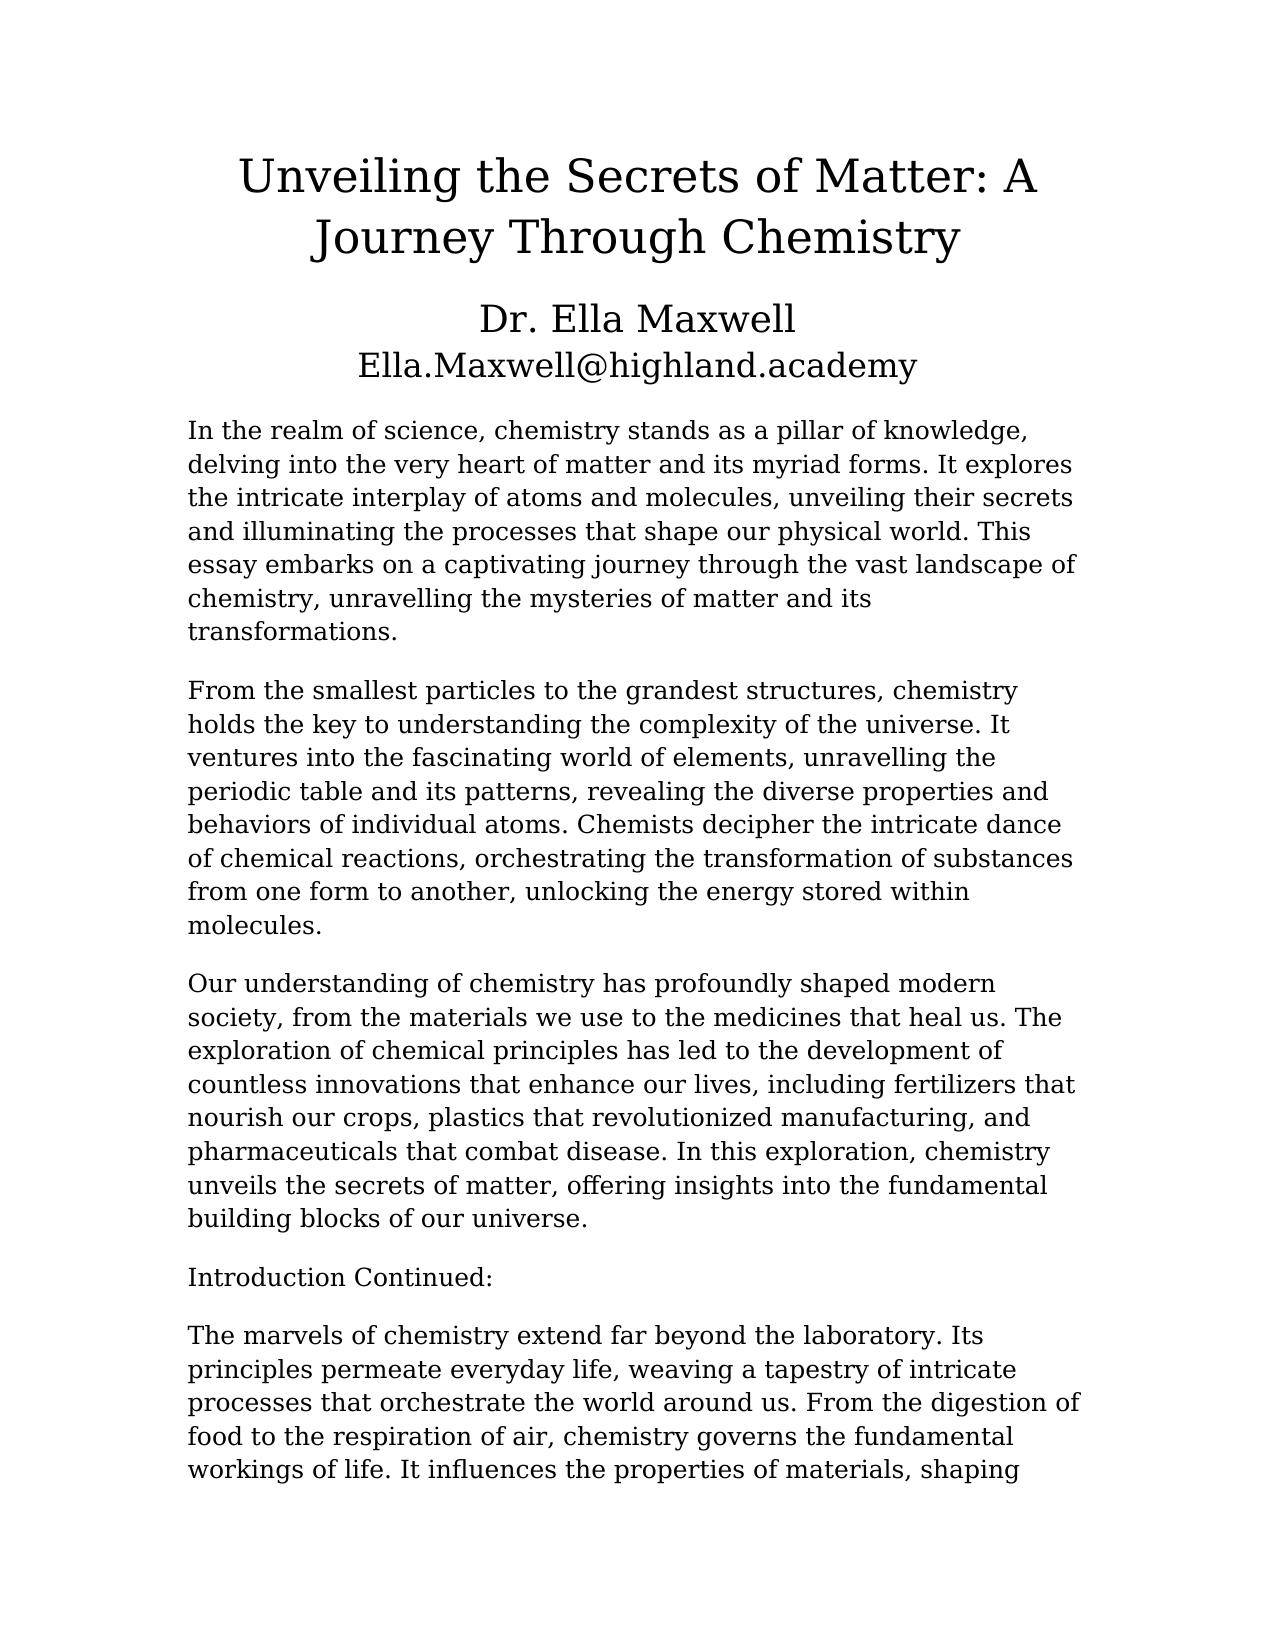 Unveiling the Secrets of Matter: A
Journey Through Chemistry
Dr. Ella Maxwell
Ella.Maxwell@highland.academy
In the realm of science, chemistry stands as a pillar of knowledge,
delving into the very heart of matter and its myriad forms. It explores
the intricate interplay of atoms and molecules, unveiling their secrets
and illuminating the processes that shape our physical world. This
essay embarks on a captivating journey through the vast landscape of
chemistry, unravelling the mysteries of matter and its
transformations.
From the smallest particles to the grandest structures, chemistry
holds the key to understanding the complexity of the universe. It
ventures into the fascinating world of elements, unravelling the
periodic table and its patterns, revealing the diverse properties and
behaviors of individual atoms. Chemists decipher the intricate dance
of chemical reactions, orchestrating the transformation of substances
from one form to another, unlocking the energy stored within
molecules.
Our understanding of chemistry has profoundly shaped modern
society, from the materials we use to the medicines that heal us. The
exploration of chemical principles has led to the development of
countless innovations that enhance our lives, including fertilizers that
nourish our crops, plastics that revolutionized manufacturing, and
pharmaceuticals that combat disease. In this exploration, chemistry
unveils the secrets of matter, offering insights into the fundamental
building blocks of our universe.
Introduction Continued:
The marvels of chemistry extend far beyond the laboratory. Its
principles permeate everyday life, weaving a tapestry of intricate
processes that orchestrate the world around us. From the digestion of
food to the respiration of air, chemistry governs the fundamental
workings of life. It influences the properties of materials, shaping